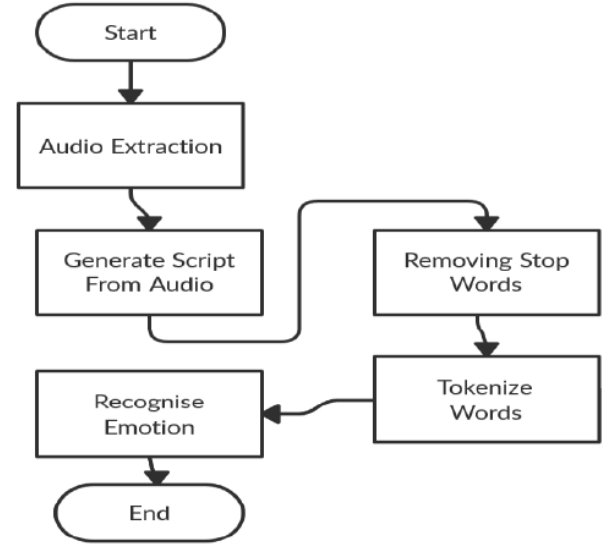 Start
Audio Extraction
Generate Script
From Audio
Removing Stop
Words
Tokenize
Words
Recognise
Emotion
End